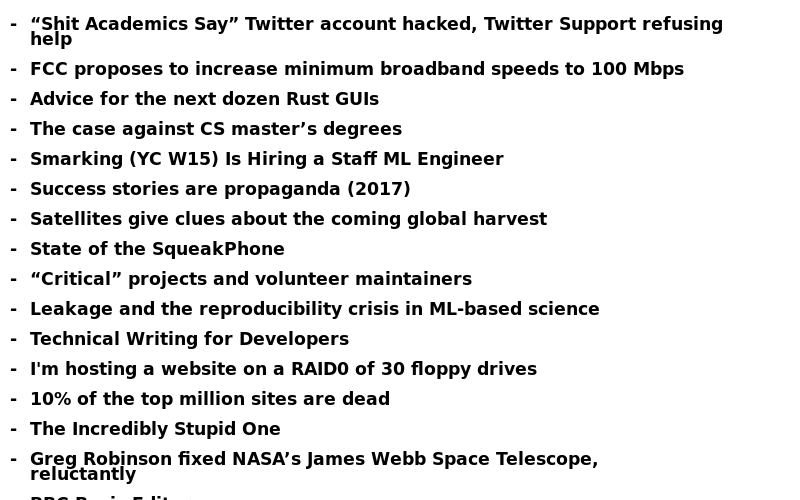 - “Shit Academics Say” Twitter account hacked, Twitter Support refusing
help
- FCC proposes to increase minimum broadband speeds to 100 Mbps
- Advice for the next dozen Rust GUIs
- The case against CS master’s degrees
- Smarking (YC W15) Is Hiring a Staff ML Engineer
- Success stories are propaganda (2017)
- Satellites give clues about the coming global harvest
- State of the SqueakPhone
- “Critical” projects and volunteer maintainers
- Leakage and the reproducibility crisis in ML-based science
- Technical Writing for Developers
- I'm hosting a website on a RAID0 of 30 floppy drives
- 10% of the top million sites are dead
- The Incredibly Stupid One
- Greg Robinson fixed NASA’s James Webb Space Telescope,
reluctantly